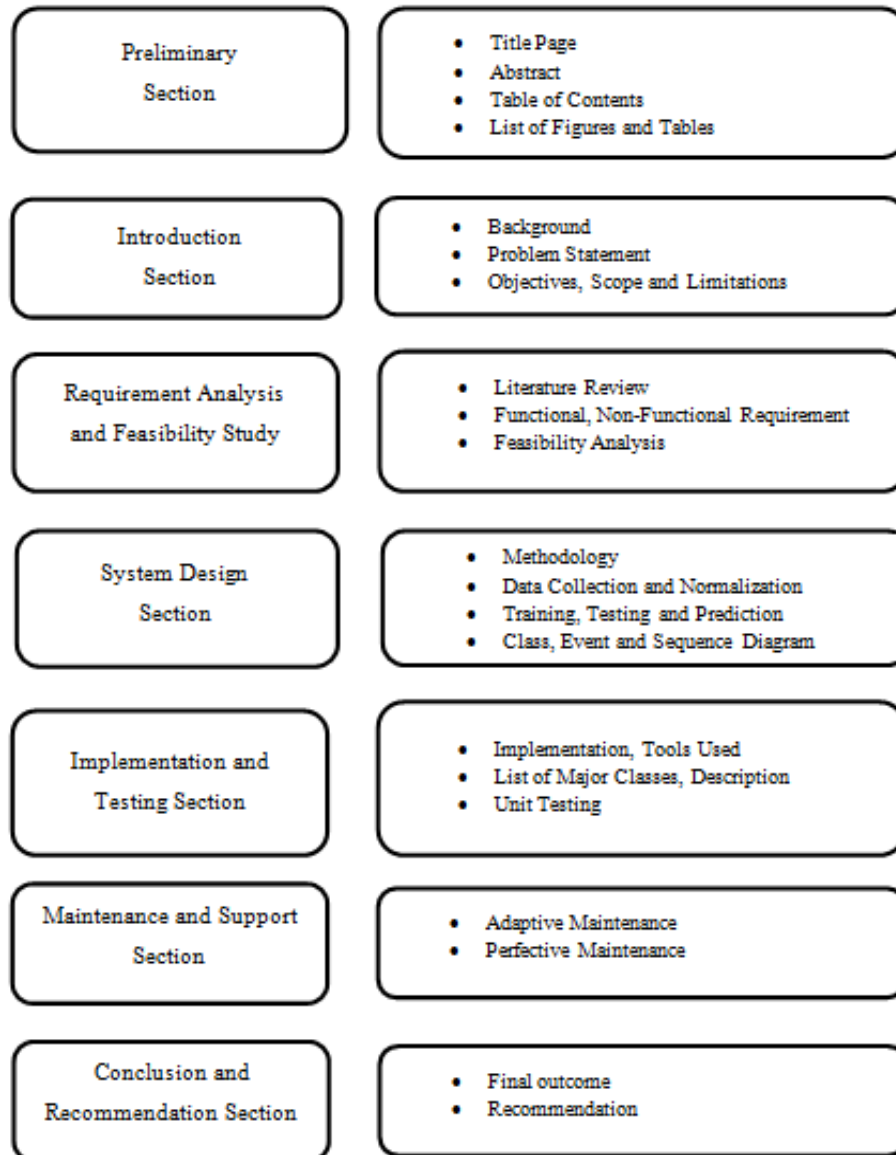 Preliminary
Section
• Title Page
• Abstract
• Table of Contents
• List of Figures and Tables
Introduction
Section
• Background
• Problem Statement
• Objectives, Scope and Limitations
Requirement Analysis
and Feasibility Study
• Literature Review
• Functional, Non-Functional Requirement
• Feasibility Analysis
System Design
Section
• Methodology
• Data Collection and Normalization
• Training, Testing and Prediction
• Class, Event and Sequence Diagram
Implementation and
Testing Section
• Implementation, Tools Used
• List of Major Classes, Description
• Unit Testing
Maintenance and Support
Section
• Adaptive Maintenance
• Perfective Maintenance
Conclusion and
Recommendation Section
• Final outcome
• Recommendation